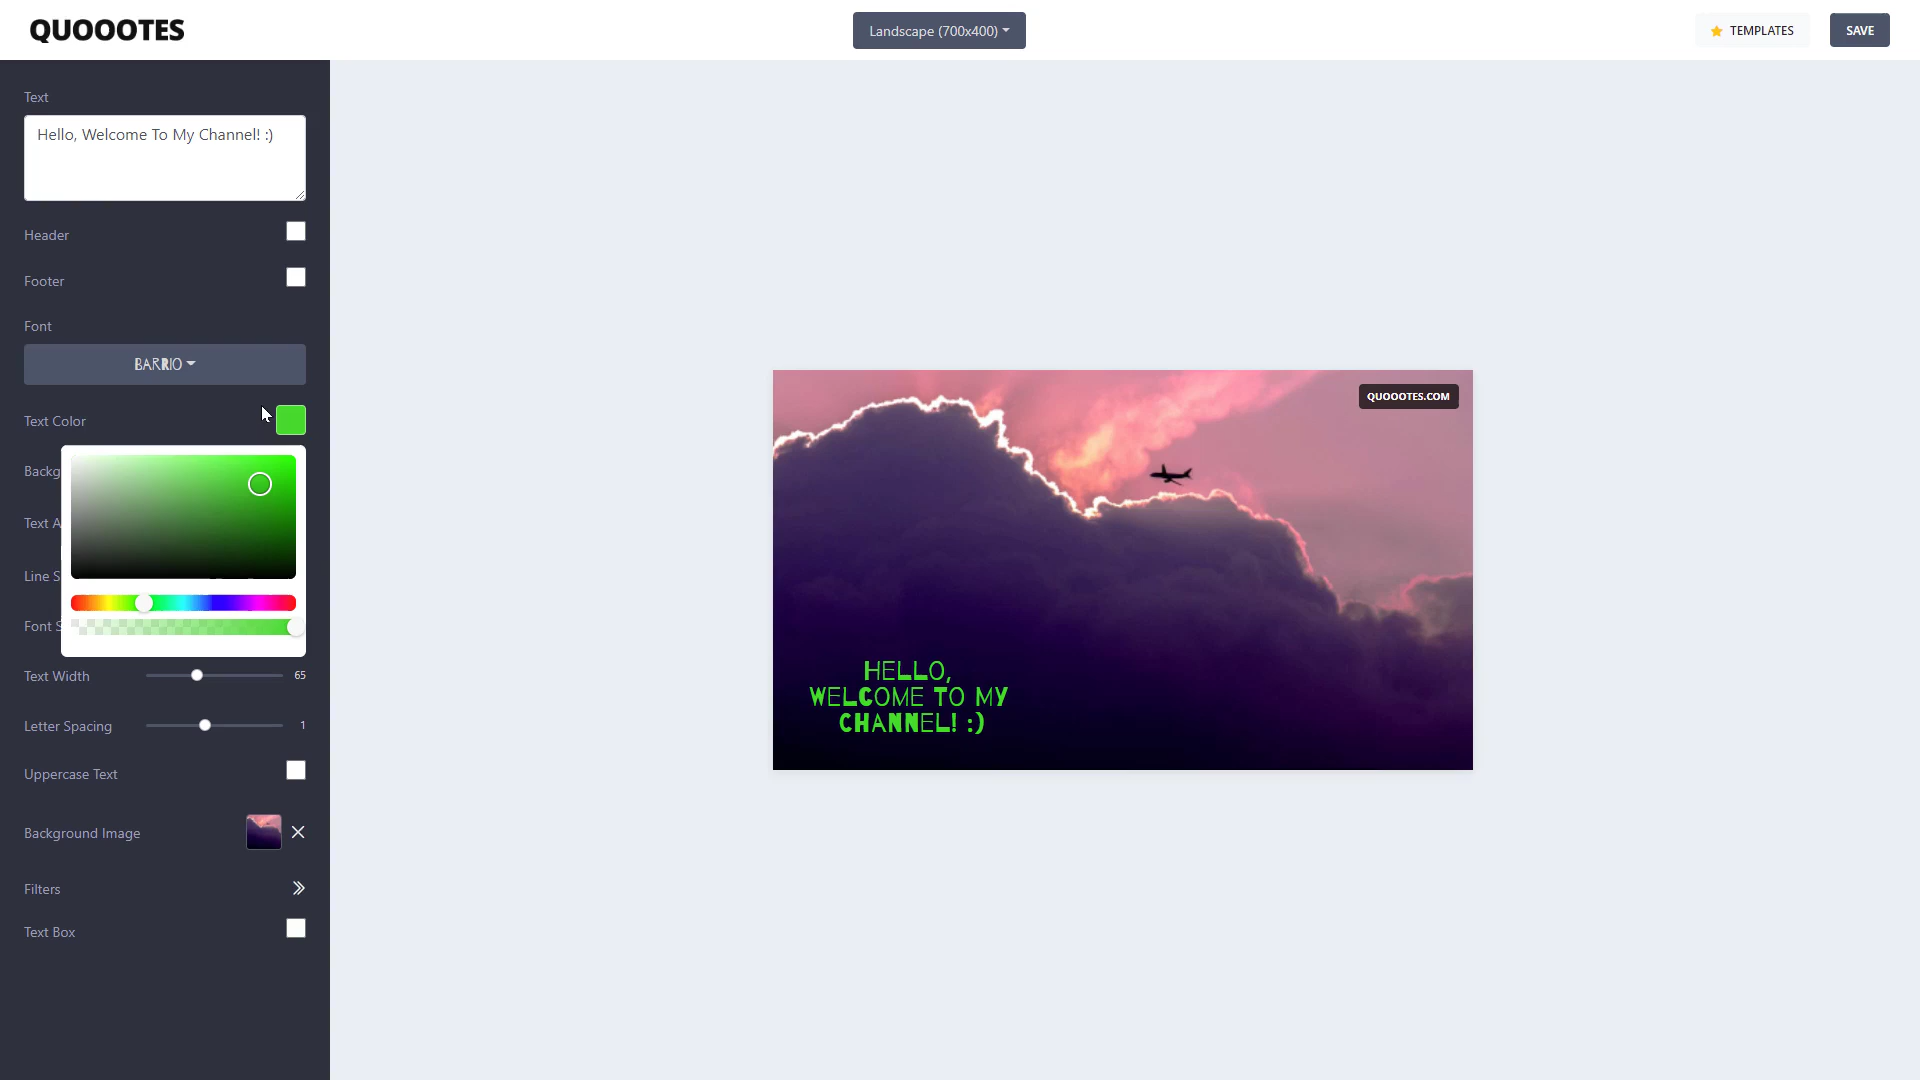 QUOOOTES
Landscape (700x400)
TEMPLATES
SAVE
Text
Hello, Welcome To My Channel! :)
Header
Footer
Font
BARRIO
Text Color
Backg
Text A
Line S
Font S
Text Width
65
Letter Spacing
1
Uppercase Text
Background Image
Filters
Text Box
QUOOOTES.COM
HELLO,
WELCOME TO MY
CHANNEL! :)